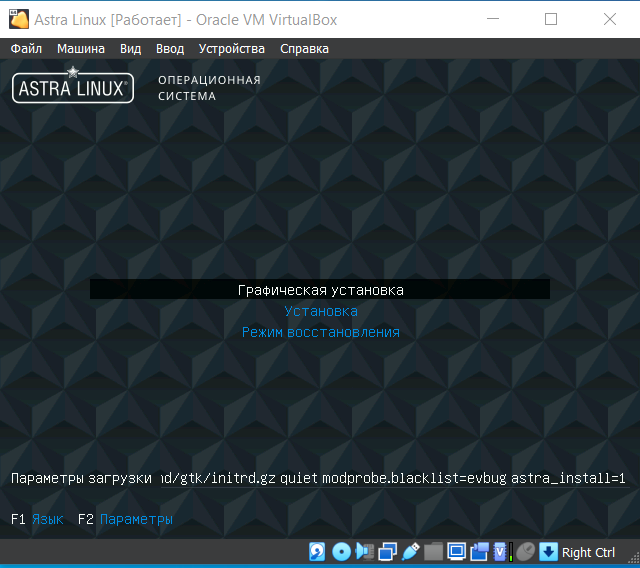 Astra Linux [Работает] - Oracle VM VirtualBox
Файл Машина Вид Ввод Устройства Справка
ASTRA LINUX® ОПЕРАЦИОННАЯ
СИСТЕМА
Графическая установка
Установка
Режим восстановления
Параметры загрузки nd/gtk/initrd.gz quiet modprobe.blacklist=evbug astra_install=1
F1 Язык F2 Параметры
Right Ctrl